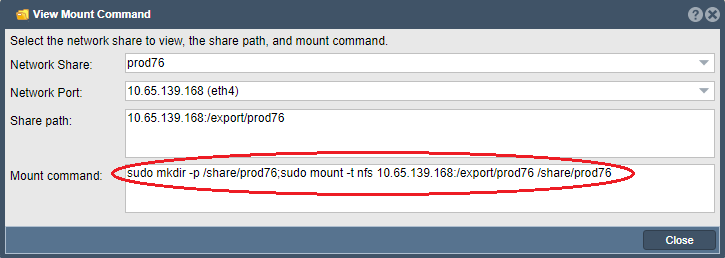 View Mount Command
Select the network share to view, the share path, and mount command.
Network Share: prod76
Network Port: 10.65.139.168 (eth4)
Share path: 10.65.139.168:/export/prod76
Mount command: sudo mkdir -p /share/prod76;sudo mount -t nfs 10.65.139.168:/export/prod76 /share/prod76
Close